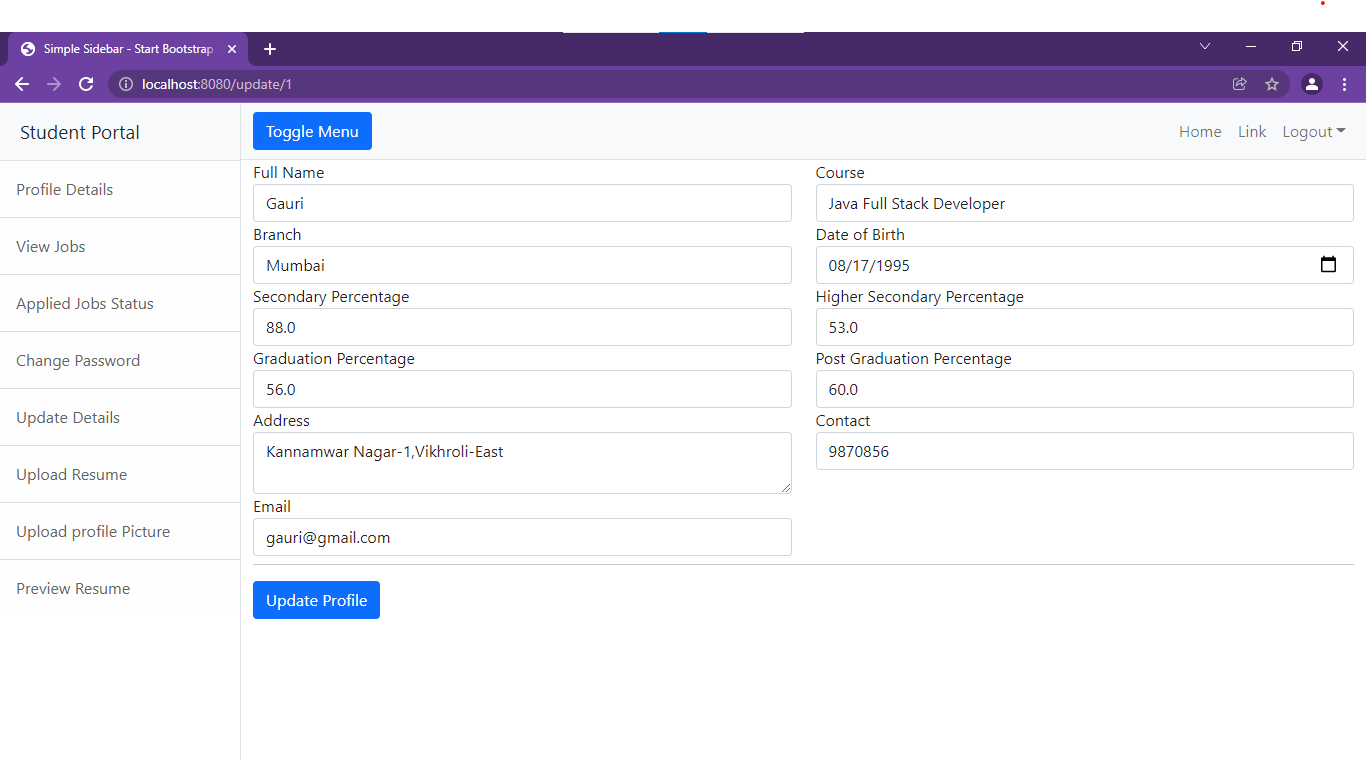 Simple Sidebar - Start Bootstrap
localhost:8080/update/1
Student Portal
Toggle Menu
Home Link Logout
Profile Details
View Jobs
Applied Jobs Status
Change Password
Update Details
Upload Resume
Upload profile Picture
Preview Resume
Full Name Course
Gauri Java Full Stack Developer
Branch Date of Birth
Mumbai 08/17/1995
Secondary Percentage Higher Secondary Percentage
88.0 53.0
Graduation Percentage Post Graduation Percentage
56.0 60.0
Address Contact
Kannamwar Nagar-1,Vikhroli-East 9870856
Email
gauri@gmail.com
Update Profile